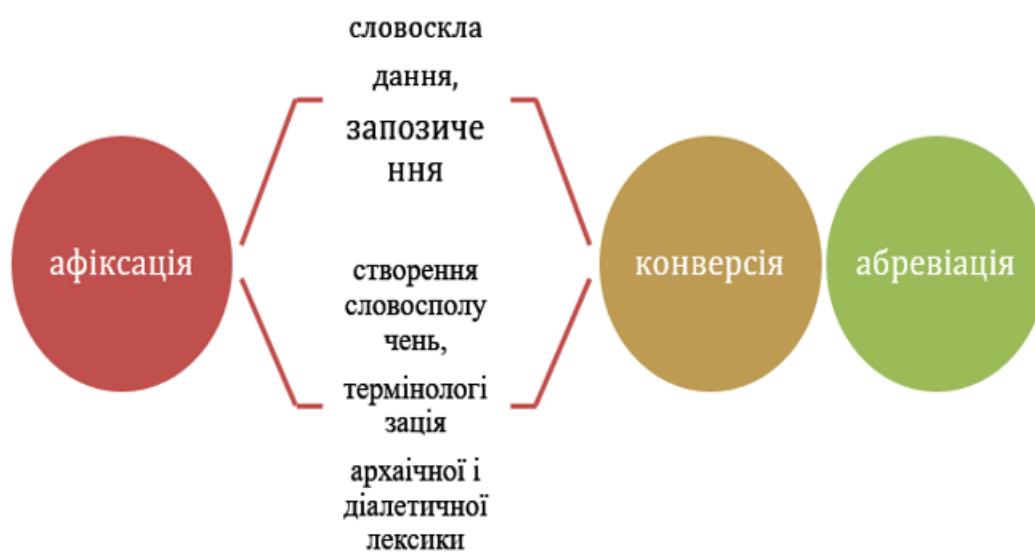 афіксація
словоскла
дання,
запозиче
ння
створення
словосполу
чень,
термінологі
зація
архаїчної і
діалетичної
лексики
конверсія
абревіація